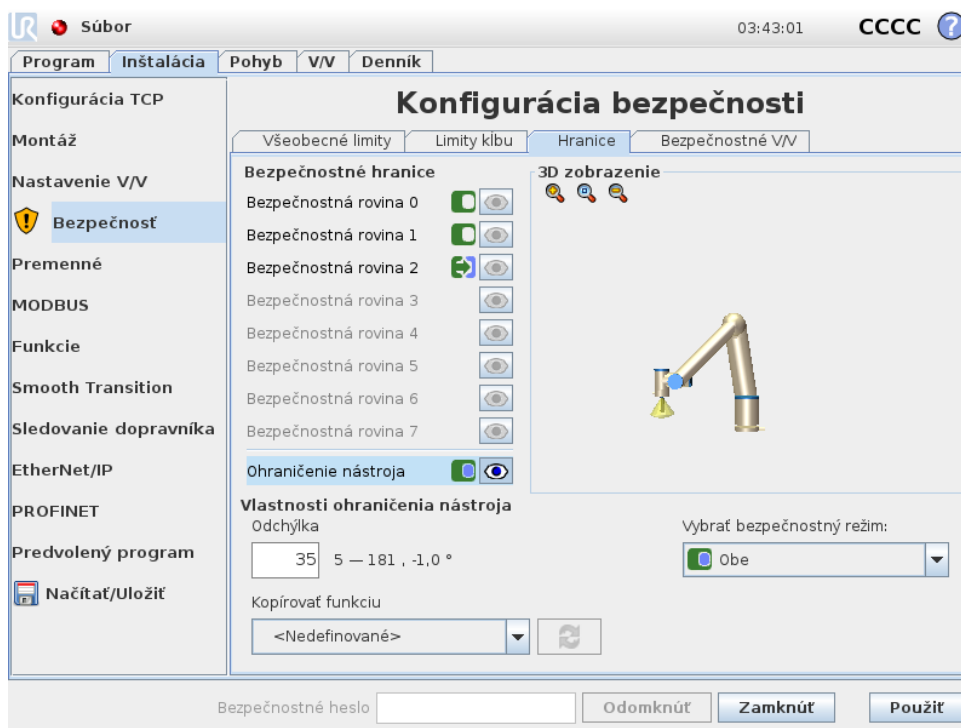 UR Súbor 03:43:01 CCCC ?
Program Inštalácia Pohyb V/V Denník
Konfigurácia TCP
Montáž
Nastavenie V/V
Bezpečnosť
Premenné
MODBUS
Funkcie
Smooth Transition
Sledovanie dopravníka
EtherNet/IP
PROFINET
Predvolený program
Načítať/Uložiť
Konfigurácia bezpečnosti
Všeobecné limity Limity kĺbu Hranice Bezpečnostné V/V
Bezpečnostné hranice
Bezpečnostná rovina 0
Bezpečnostná rovina 1
Bezpečnostná rovina 2
Bezpečnostná rovina 3
Bezpečnostná rovina 4
Bezpečnostná rovina 5
Bezpečnostná rovina 6
Bezpečnostná rovina 7
Ohraničenie nástroja
3D zobrazenie
Vlastnosti ohraničenia nástroja
Odchýlka
35 5 — 181 , -1,0 °
Vybrať bezpečnostný režim:
Obe
Kopírovať funkciu
<Nedefinované>
Bezpečnostné heslo Odomknúť Zamknúť Použiť